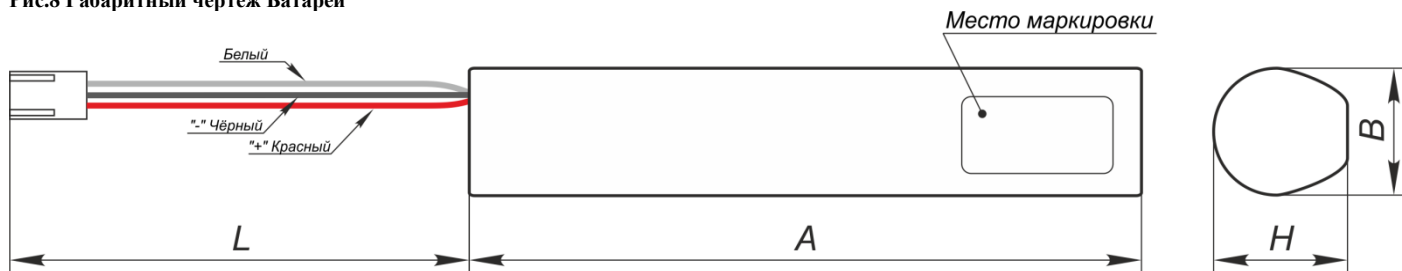 Рис.8 Габаритный чертеж Батареи
Место маркировки
Белый
"-" Чёрный
"+" Красный
L
A
H
B